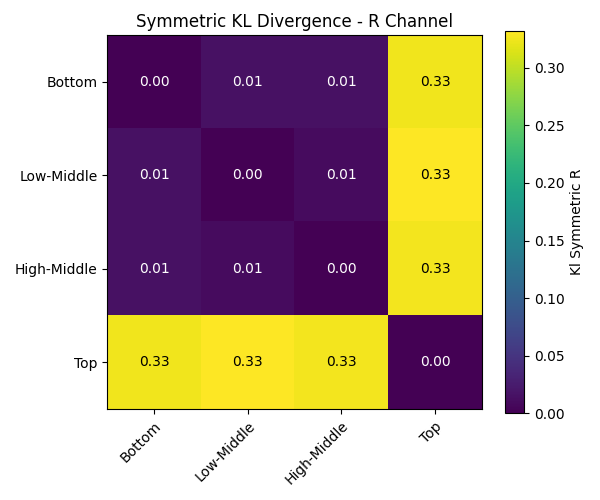 Symmetric KL Divergence - R Channel
Bottom 0.00 0.01 0.01 0.33
Low-Middle 0.01 0.00 0.01 0.33
High-Middle 0.01 0.01 0.00 0.33
Top 0.33 0.33 0.33 0.00
Bottom Low-Middle High-Middle Top
0.30
0.25
0.20
0.15
0.10
0.05
0.00
Kl Symmetric R